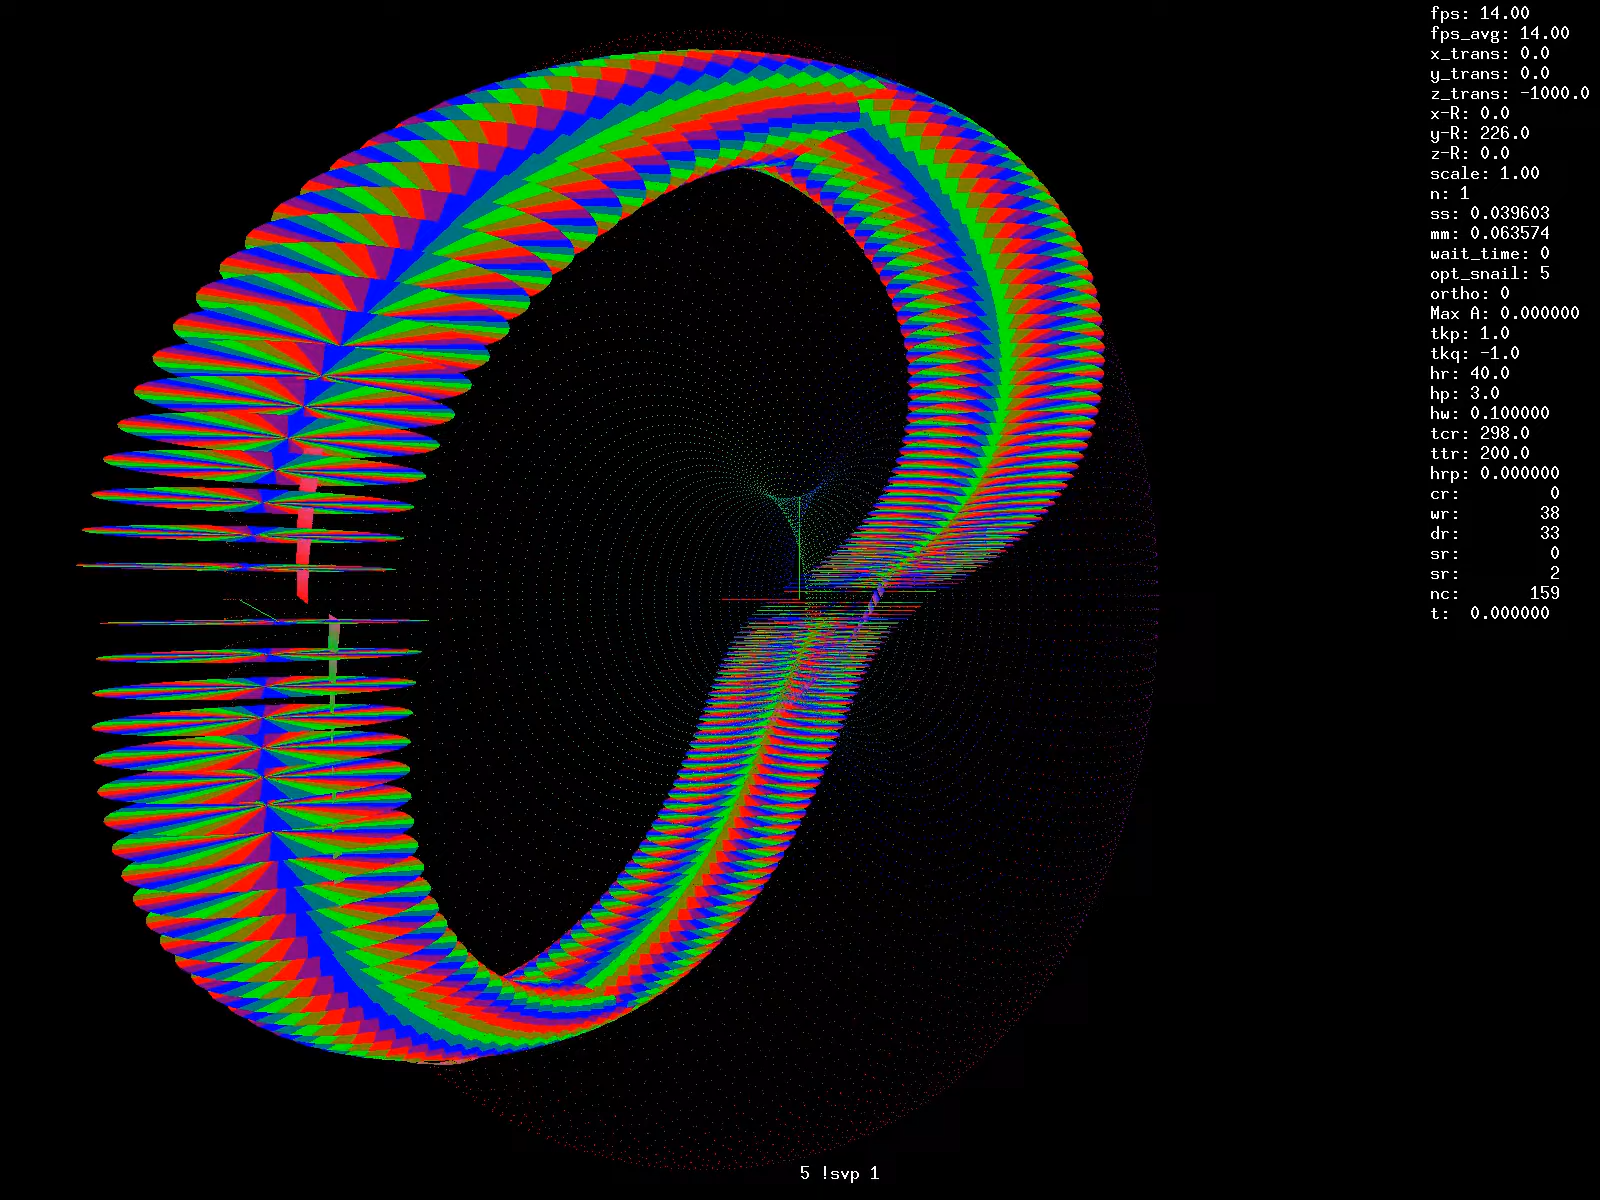 fps: 14.00
fps_avg: 14.00
x_trans: 0.0
y_trans: 0.0
z_trans: -1000.0
x-R: 0.0
y-R: 226.0
z-R: 0.0
scale: 1.00
n: 1
ss: 0.039603
mm: 0.063574
wait_time: 0
opt_snail: 5
ortho: 0
Max A: 0.000000
tkp: 1.0
tkq: -1.0
hr: 40.0
hp: 3.0
hw: 0.100000
tcr: 298.0
ttr: 200.0
hrp: 0.000000
cr: 0
wr: 38
dr: 33
sr: 0
sr: 2
nc: 159
t: 0.000000
5 !svp 1